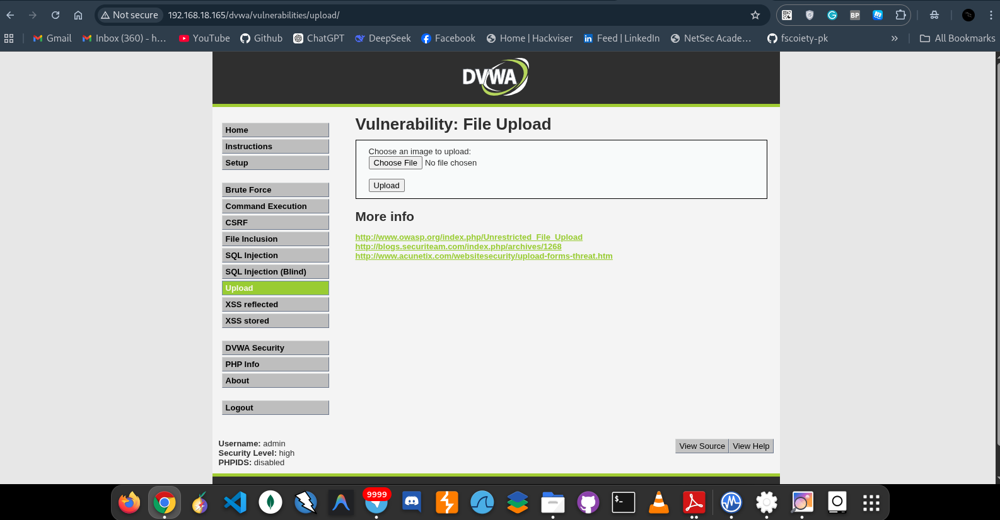 Not secure 192.168.18.165/dvwa/vulnerabilities/upload/
BP
Gmail Inbox (360) - h... YouTube Github ChatGPT DeepSeek Facebook Home | Hackviser Feed | LinkedIn NetSec Acade... fscoiety-pk » All Bookmarks
DVWA
Home
Instructions
Setup
Brute Force
Command Execution
CSRF
File Inclusion
SQL Injection
SQL Injection (Blind)
Upload
XSS reflected
XSS stored
DVWA Security
PHP Info
About
Logout
Vulnerability: File Upload
Choose an image to upload:
Choose File No file chosen
Upload
More info
http://www.owasp.org/index.php/Unrestricted_File_Upload
http://blogs.securiteam.com/index.php/archives/1268
http://www.acunetix.com/websitesecurity/upload-forms-threat.htm
Username: admin
Security Level: high
PHPIDS: disabled
View Source View Help
9999
$_